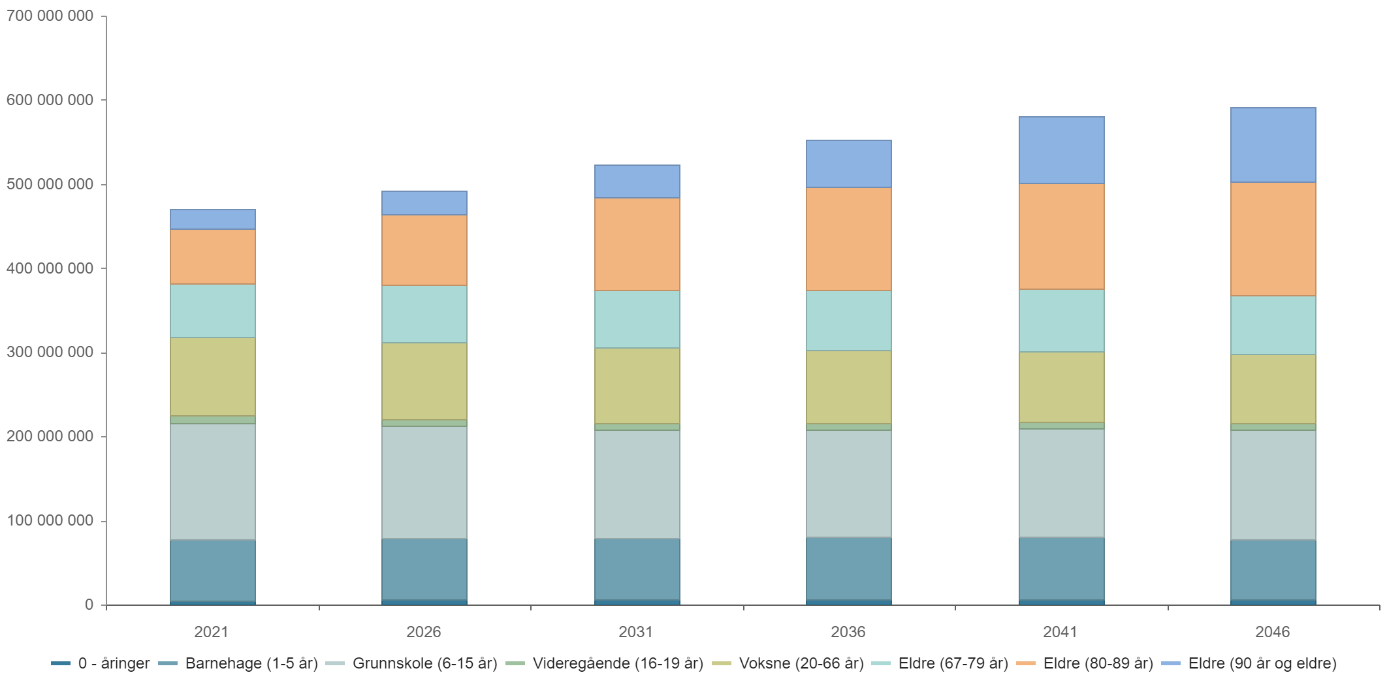 700 000 000
600 000 000
500 000 000
400 000 000
300 000 000
200 000 000
100 000 000
0
2021 2026 2031 2036 2041 2046
0 - åringer Barnehage (1-5 år) Grunnskole (6-15 år) Videregående (16-19 år) Voksne (20-66 år) Eldre (67-79 år) Eldre (80-89 år) Eldre (90 år og eldre)